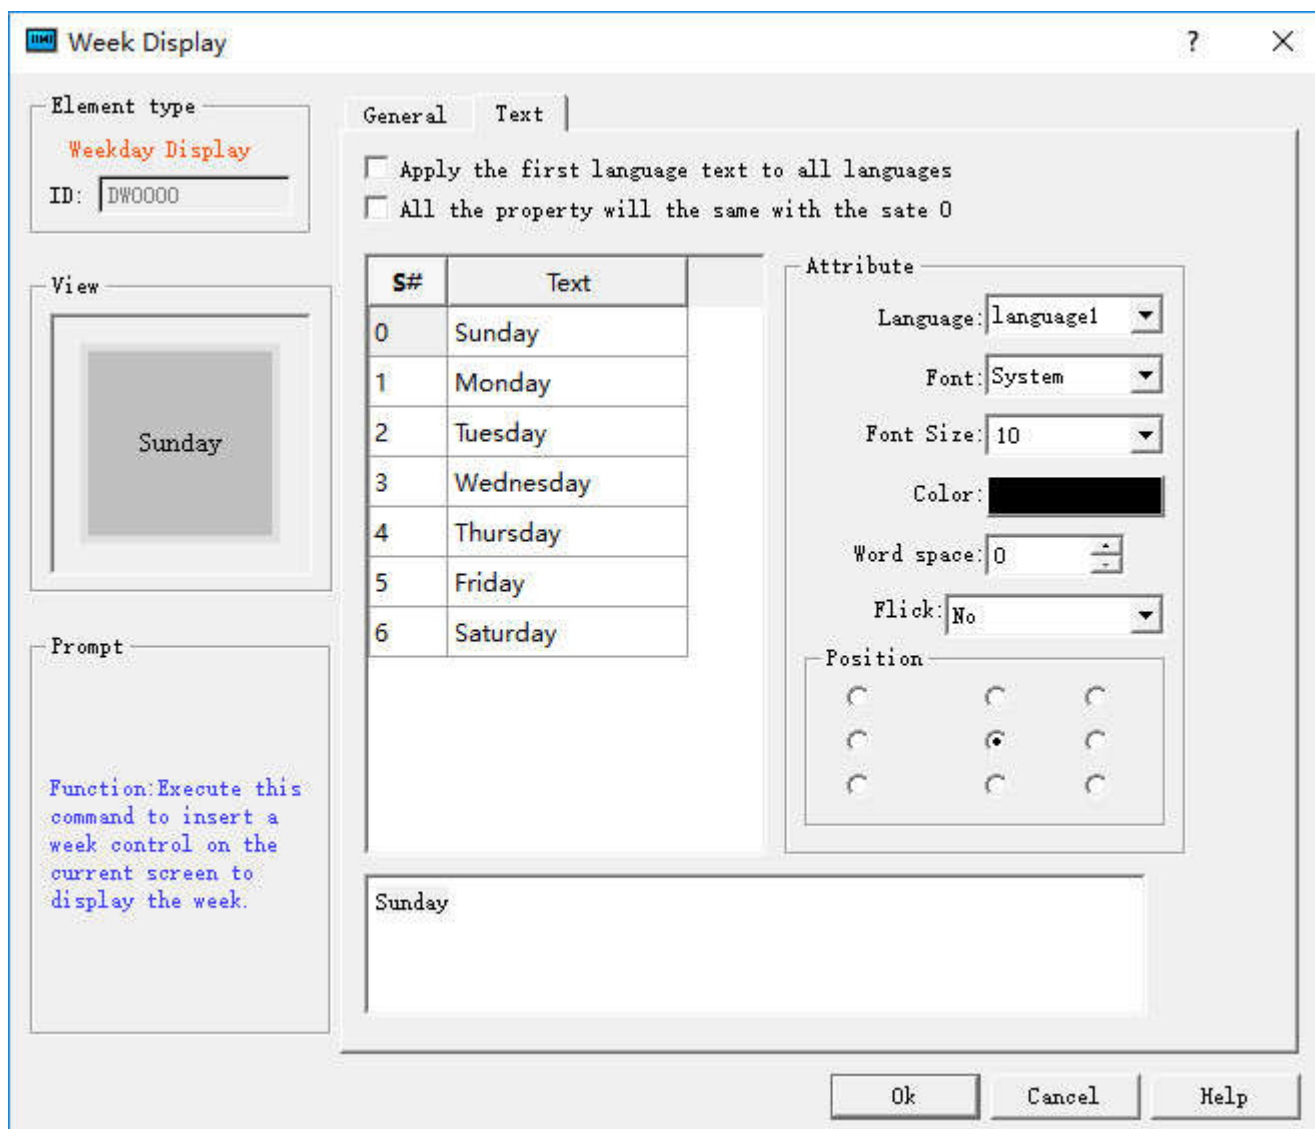 Week Display
?
Element type
Weekday Display
ID: DW0000
View
Sunday
Prompt
Function:Execute this
command to insert a
week control on the
current screen to
display the week.
General
Text
Apply the first language text to all languages
All the property will the same with the sate 0
S# Text
0 Sunday
1 Monday
2 Tuesday
3 Wednesday
4 Thursday
5 Friday
6 Saturday
Attribute
Language: language1
Font: System
Font Size: 10
Color:
Word space: 0
Flick: No
Position
Sunday
Ok
Cancel
Help